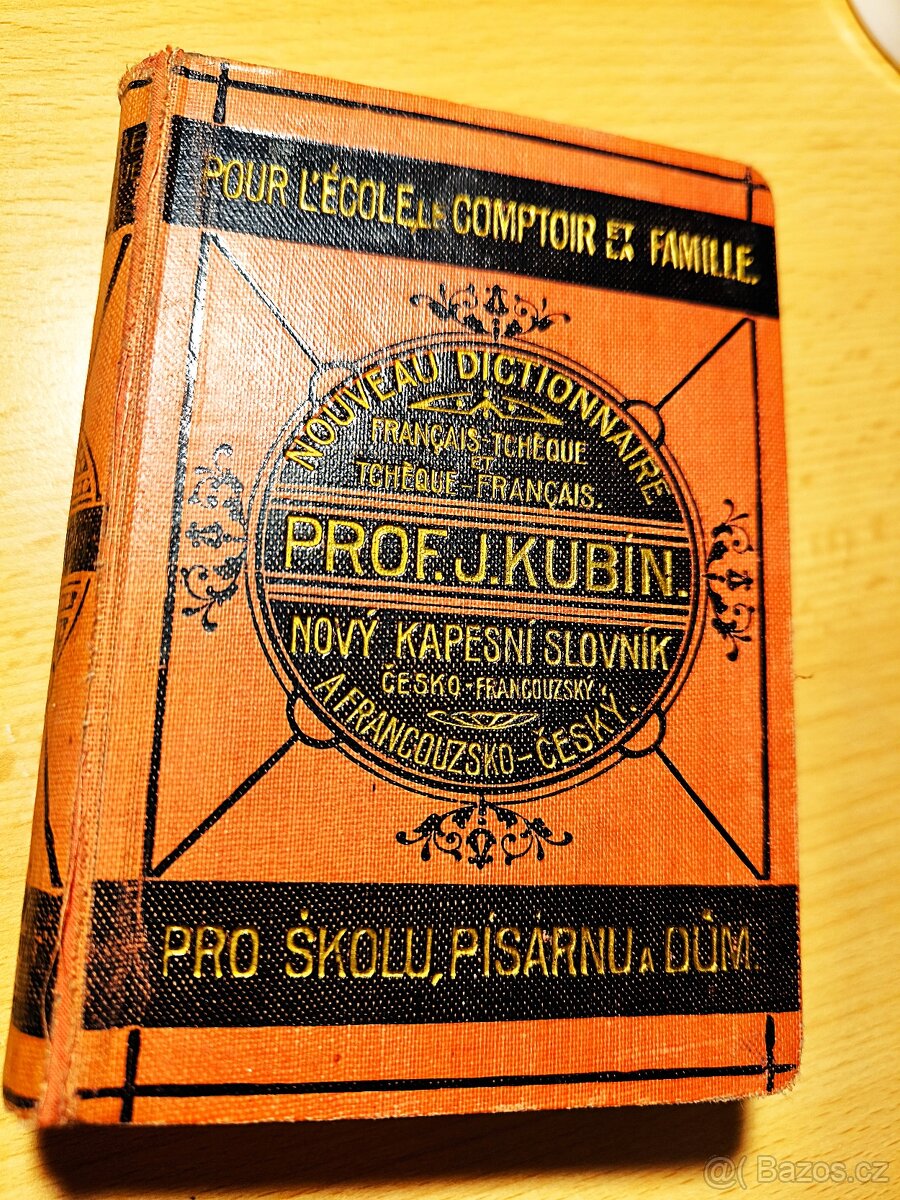 POUR L'ÉCOLE, LE COMPTOIR ET LA FAMILLE.
NOUVEAU DICTIONNAIRE
FRANÇAIS-TCHÈQUE
ET
TCHÈQUE-FRANÇAIS.
PROF. J. KUBÍN.
NOVÝ KAPESNÍ SLOVNÍK
ČESKO-FRANCOUZSKÝ
A FRANCOUZSKO-ČESKÝ.
PRO ŠKOLU, PÍSÁRNU A DŮM.
@( Bazos.cz